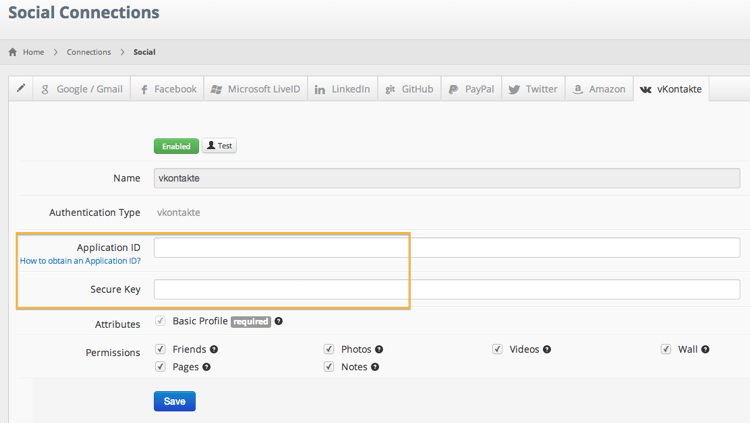 Social Connections
Home > Connections > Social
Google / Gmail Facebook Microsoft LiveID LinkedIn GitHub PayPal Twitter Amazon vKontakte
Enabled Test
Name vkontakte
Authentication Type vkontakte
Application ID
How to obtain an Application ID?
Secure Key
Attributes Basic Profile required
Permissions Friends Photos Videos Wall
Pages Notes
Save